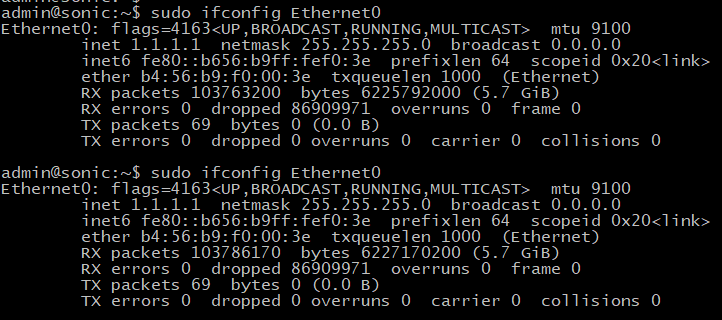 admin@sonic:~$ sudo ifconfig Ethernet0
Ethernet0: flags=4163<UP,BROADCAST,RUNNING,MULTICAST>  mtu 9100
        inet 1.1.1.1  netmask 255.255.255.0  broadcast 0.0.0.0
        inet6 fe80::b656:b9ff:fef0:3e  prefixlen 64  scopeid 0x20<link>
        ether b4:56:b9:f0:00:3e  txqueuelen 1000  (Ethernet)
        RX packets 103763200  bytes 6225792000 (5.7 GiB)
        RX errors 0  dropped 86909971  overruns 0  frame 0
        TX packets 69  bytes 0 (0.0 B)
        TX errors 0  dropped 0 overruns 0  carrier 0  collisions 0

admin@sonic:~$ sudo ifconfig Ethernet0
Ethernet0: flags=4163<UP,BROADCAST,RUNNING,MULTICAST>  mtu 9100
        inet 1.1.1.1  netmask 255.255.255.0  broadcast 0.0.0.0
        inet6 fe80::b656:b9ff:fef0:3e  prefixlen 64  scopeid 0x20<link>
        ether b4:56:b9:f0:00:3e  txqueuelen 1000  (Ethernet)
        RX packets 103786170  bytes 6227170200 (5.7 GiB)
        RX errors 0  dropped 86909971  overruns 0  frame 0
        TX packets 69  bytes 0 (0.0 B)
        TX errors 0  dropped 0 overruns 0  carrier 0  collisions 0